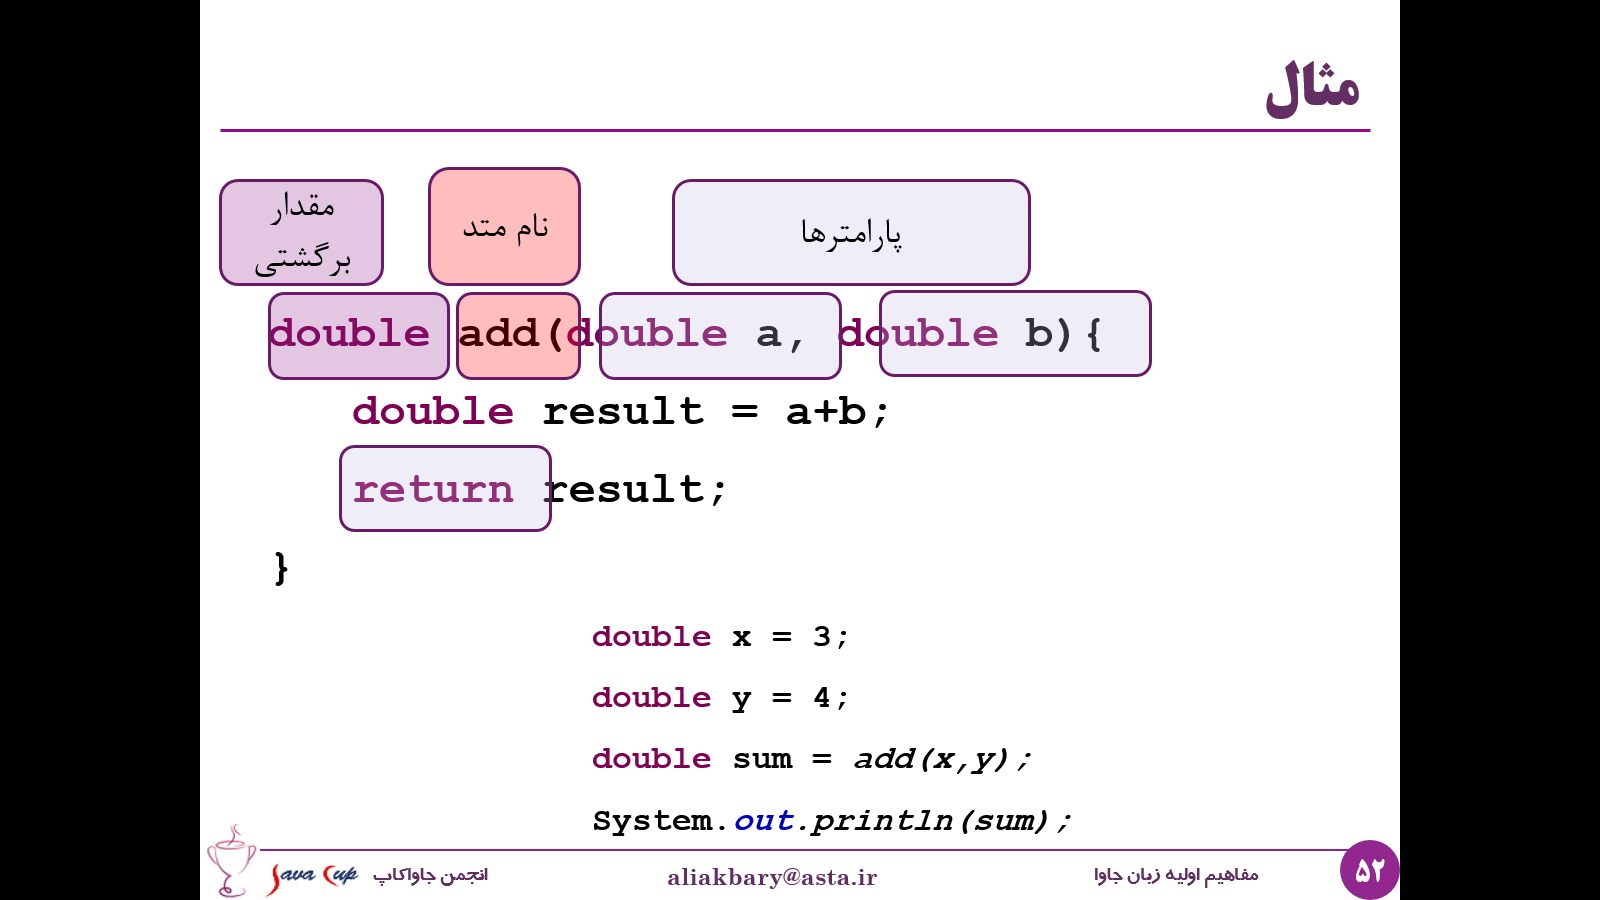 مثال
مقدار
برگشتی
نام متد
پارامترها
double add(double a, double b){
double result = a+b;
return result;
}
double x = 3;
double y = 4;
double sum = add(x,y);
System.out.println(sum);
Java Cup
انجمن جاواکاپ
aliakbary@asta.ir
مفاهیم اولیه زبان جاوا
۵۲